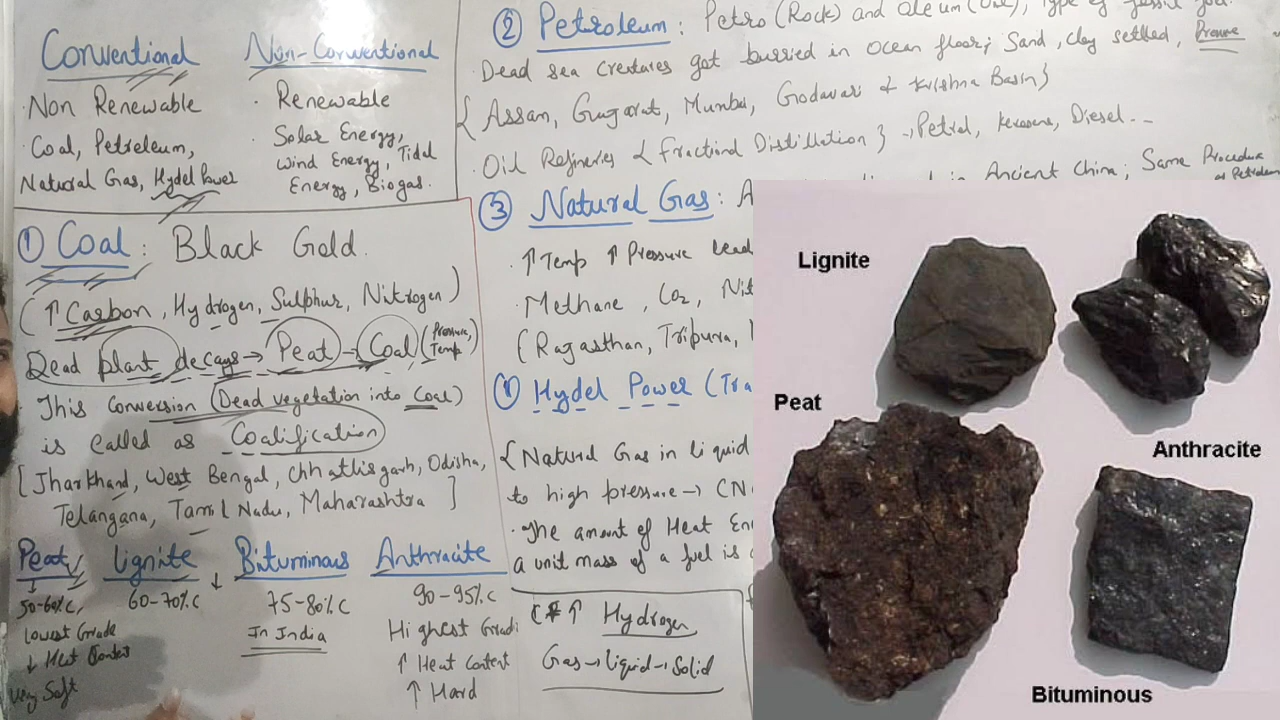 Conventional
Non Renewable
Coal, Petroleum,
Natural Gas, Hydel Power
Non-Conventional
Renewable
Solar Energy,
Wind Energy, Tidal
Energy, Biogas.
① Coal: Black Gold.
(↑ Carbon, Hydrogen, Sulphur, Nitrogen)
Dead plant decays → Peat → Coal (Pressure, Temp)
This Conversion (Dead vegetation into Coal)
is called as Coalification
[Jharkhand, West Bengal, Chhattisgarh, Odisha,
Telangana, Tamil Nadu, Maharashtra]
Peat
↓
50-60% C,
Lowest Grade
↓ Heat Content
Very Soft
Lignite ↓
60-70% C
Bituminous
75-80% C
In India
Anthracite
90-95% C
Highest Gradi
↑ Heat Content
↑ Hard
② Petroleum: Petro (Rock) and oleum (Oil), Type of fossil
Dead sea creatures got burried in ocean floor; Sand, clay settled, Pressure
{Assam, Gujarat, Mumbai, Godavari & Krishna Basin}
Oil Refineries { Fractional Distillation } → Petrol, Kerosene, Diesel --
in Ancient China; Same Procedure
as Petroleum
③ Natural Gas: A
↑ Temp ↑ Pressure lead
Methane, CO2, Nit
(Rajasthan, Tripura,
Hydel Power (Tra
{Natural Gas in liquid
to high pressure → CN
The amount of Heat En
a unit mass of a fuel is
↑ Hydrogen
Gas → liquid → Solid
Lignite
Peat
Anthracite
Bituminous